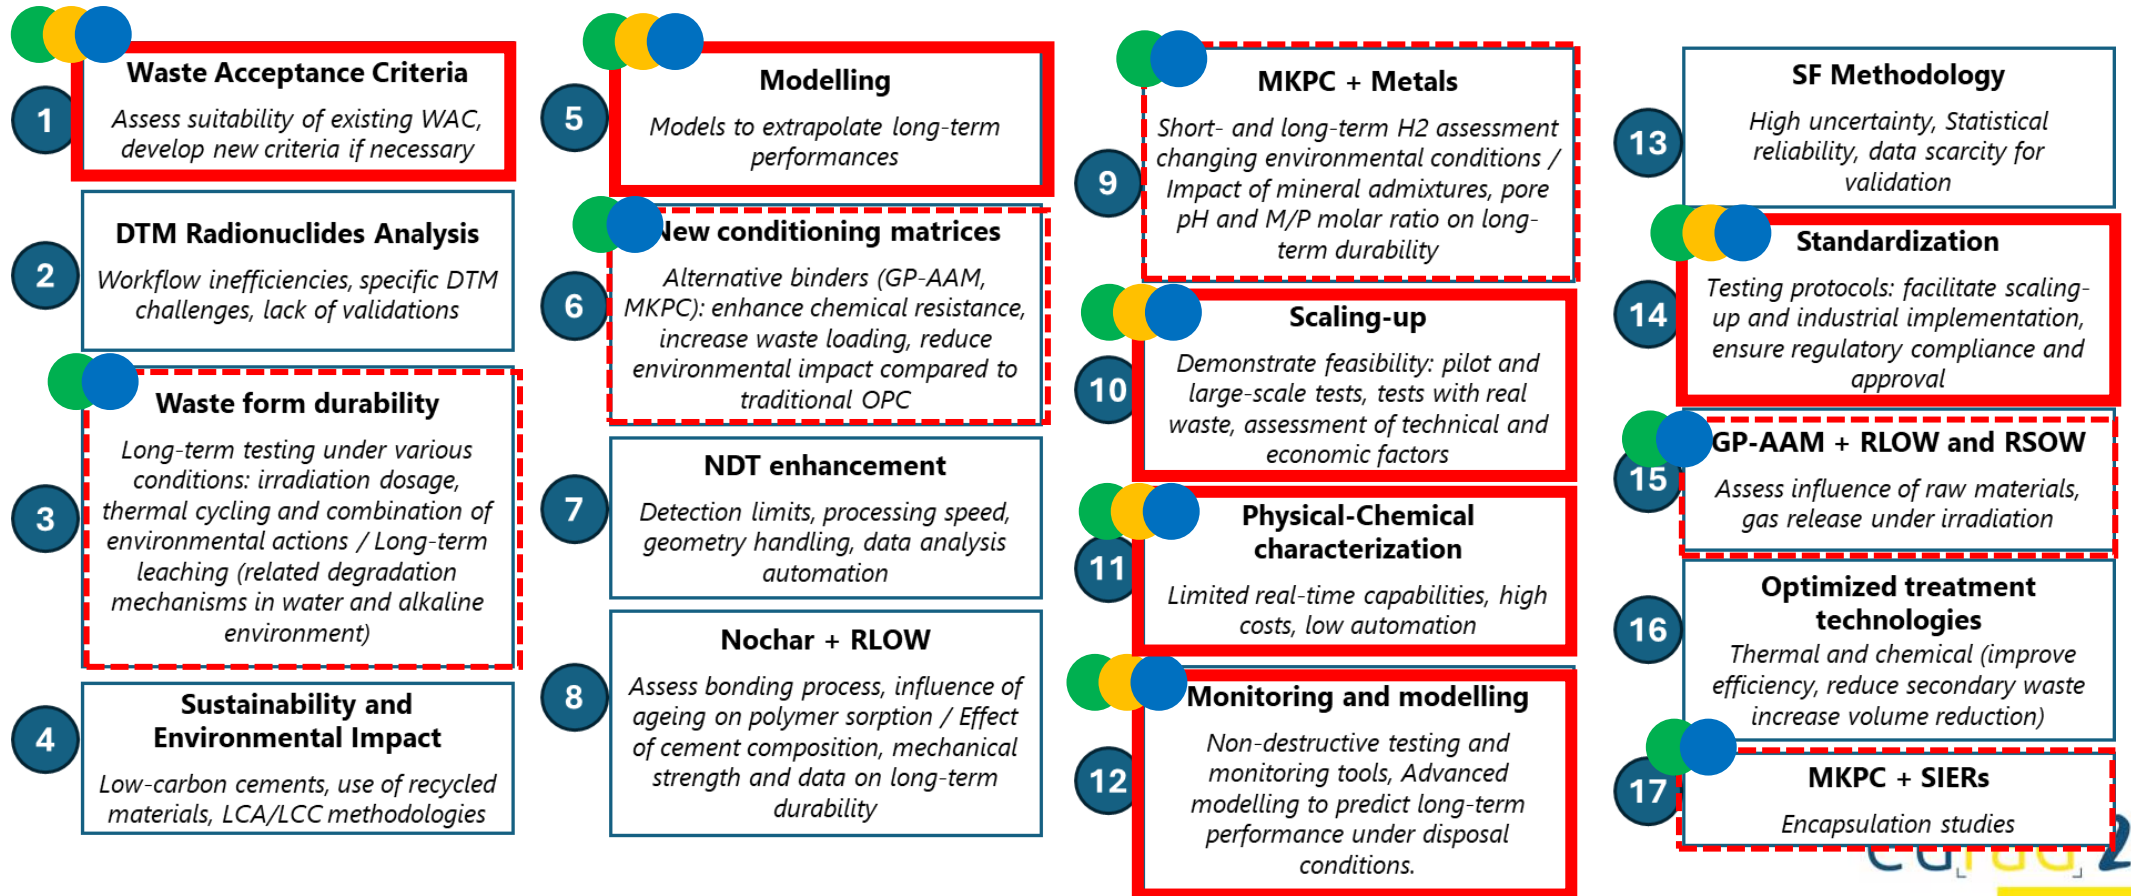 1
Waste Acceptance Criteria
Assess suitability of existing WAC,
develop new criteria if necessary
2
DTM Radionuclides Analysis
Workflow inefficiencies, specific DTM
challenges, lack of validations
3
Waste form durability
Long-term testing under various
conditions: irradiation dosage,
thermal cycling and combination of
environmental actions / Long-term
leaching (related degradation
mechanisms in water and alkaline
environment)
4
Sustainability and
Environmental Impact
Low-carbon cements, use of recycled
materials, LCA/LCC methodologies
5
Modelling
Models to extrapolate long-term
performances
6
New conditioning matrices
Alternative binders (GP-AAM,
MKPC): enhance chemical resistance,
increase waste loading, reduce
environmental impact compared to
traditional OPC
7
NDT enhancement
Detection limits, processing speed,
geometry handling, data analysis
automation
8
Nochar + RLOW
Assess bonding process, influence of
ageing on polymer sorption / Effect
of cement composition, mechanical
strength and data on long-term
durability
9
MKPC + Metals
Short- and long-term H2 assessment
changing environmental conditions /
Impact of mineral admixtures, pore
pH and M/P molar ratio on long-
term durability
10
Scaling-up
Demonstrate feasibility: pilot and
large-scale tests, tests with real
waste, assessment of technical and
economic factors
11
Physical-Chemical
characterization
Limited real-time capabilities, high
costs, low automation
12
Monitoring and modelling
Non-destructive testing and
monitoring tools, Advanced
modelling to predict long-term
performance under disposal
conditions.
13
SF Methodology
High uncertainty, Statistical
reliability, data scarcity for
validation
14
Standardization
Testing protocols: facilitate scaling-
up and industrial implementation,
ensure regulatory compliance and
approval
15
GP-AAM + RLOW and RSOW
Assess influence of raw materials,
gas release under irradiation
16
Optimized treatment
technologies
Thermal and chemical (improve
efficiency, reduce secondary waste
increase volume reduction)
17
MKPC + SIERs
Encapsulation studies